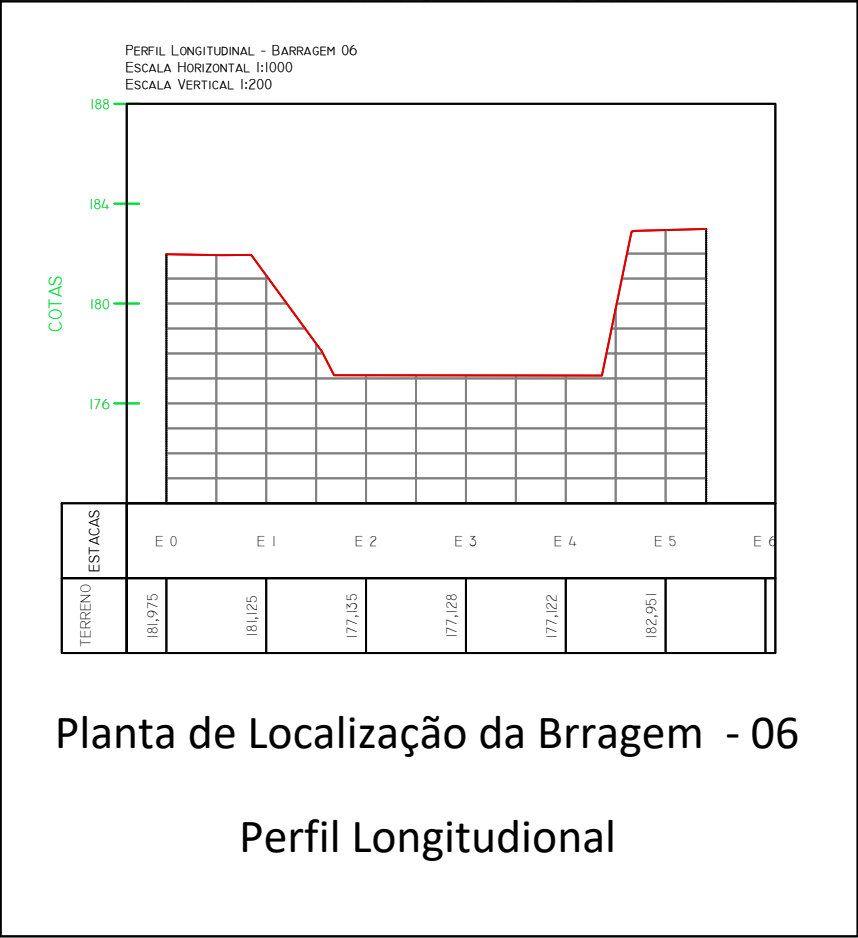 PERFIL LONGITUDINAL - BARRAGEM 06
ESCALA HORIZONTAL 1:1000
ESCALA VERTICAL 1:200
188
184
180
176
COTAS
ESTACAS
E 0 E 1 E 2 E 3 E 4 E 5 E 6
TERRENO
181,975 181,125 177,135 177,128 177,122 182,951
Planta de Localização da Brragem - 06
Perfil Longitudional